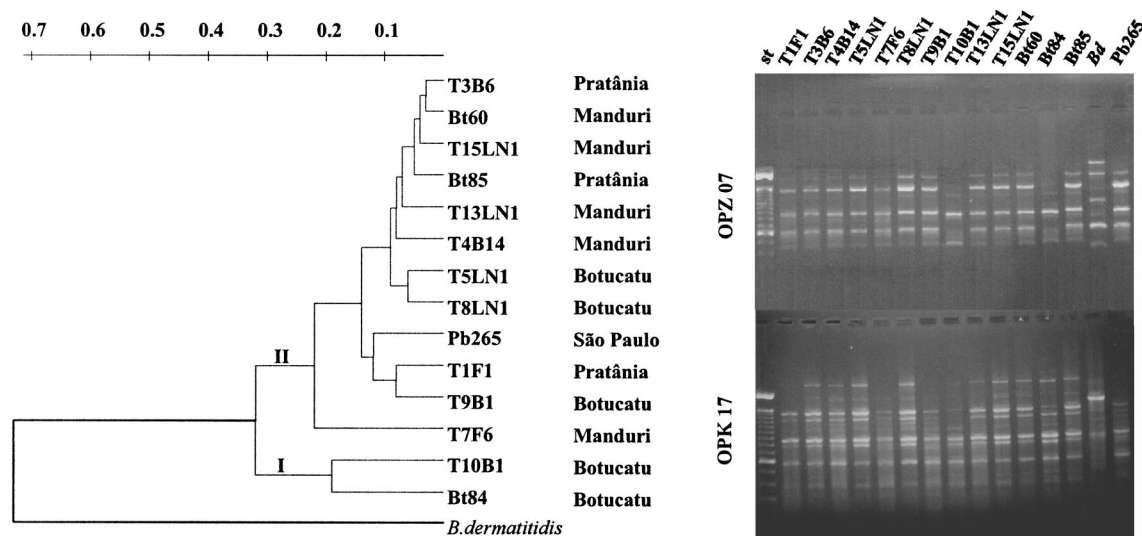 0.7 0.6 0.5 0.4 0.3 0.2 0.1
T3B6 Pratânia
Bt60 Manduri
T15LN1 Manduri
Bt85 Pratânia
T13LN1 Manduri
T4B14 Manduri
T5LN1 Botucatu
T8LN1 Botucatu
Pb265 São Paulo
II
T1F1 Pratânia
T9B1 Botucatu
T7F6 Manduri
I
T10B1 Botucatu
Bt84 Botucatu
B.dermatitidis
st T1F1 T3B6 T4B14 T5LN1 T7F6 T8LN1 T9B1 T10B1 T13LN1 T15LN1 Bt60 Bt84 Bt85 Bd Pb265
OPZ 07
OPK 17